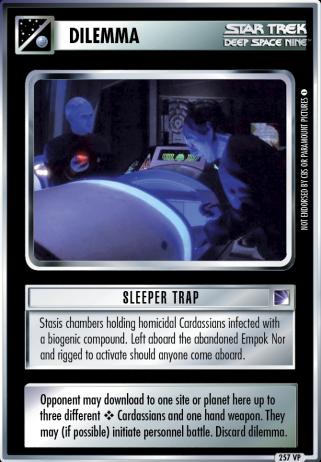 DILEMMA
STAR TREK
DEEP SPACE NINE™
NOT ENDORSED BY CBS OR PARAMOUNT PICTURES
SLEEPER TRAP
Stasis chambers holding homicidal Cardassians infected
with a biogenic compound. Left aboard the abandoned Empok Nor
and rigged to activate should anyone come aboard.
Opponent may download to one site or planet here up to
three different ❖ Cardassians and one hand weapon. They
may (if possible) initiate personnel battle. Discard dilemma.
257 VP